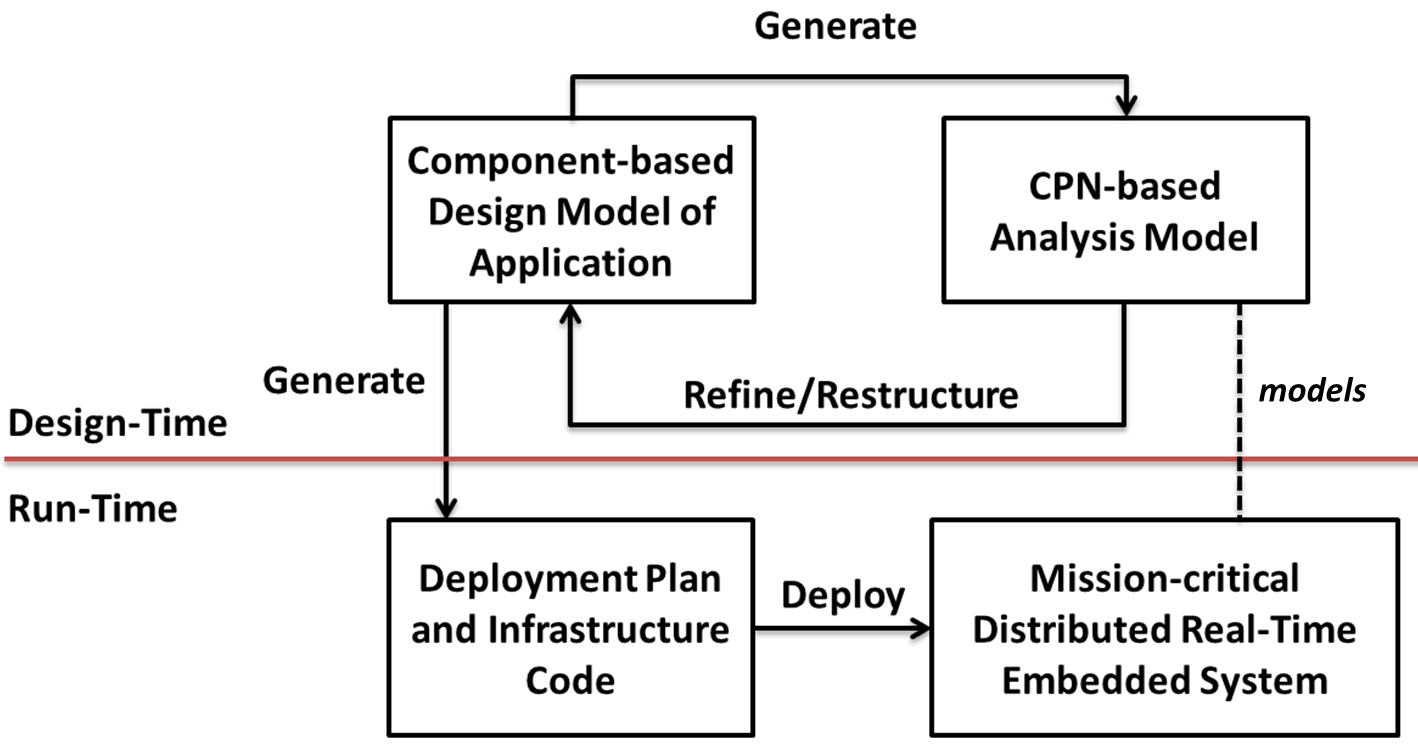 Generate
Component-based
Design Model of
Application
CPN-based
Analysis Model
Generate
Refine/Restructure
models
Design-Time
Run-Time
Deployment Plan
and Infrastructure
Code
Deploy
Mission-critical
Distributed Real-Time
Embedded System